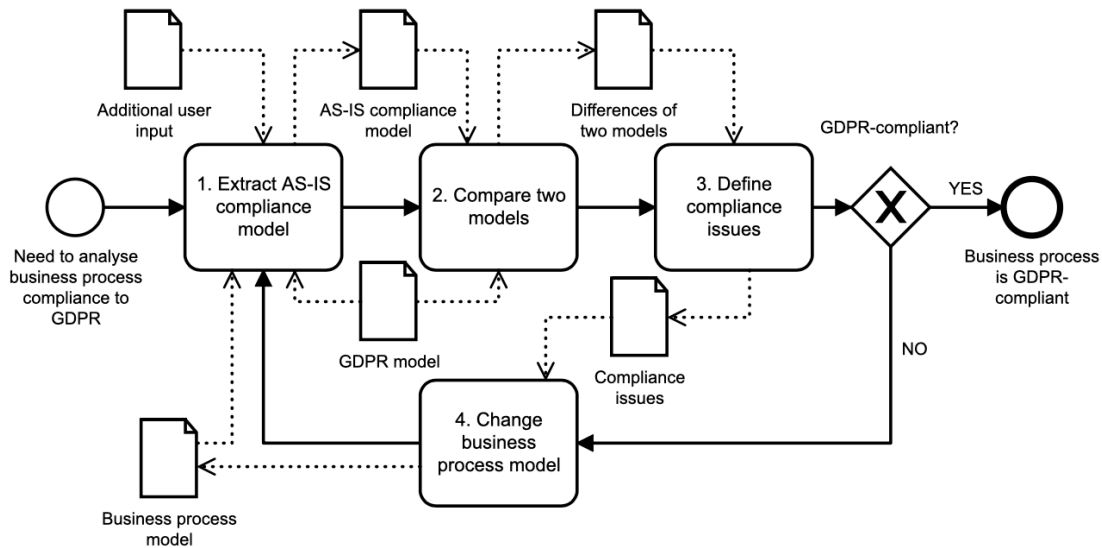 Additional user
input
AS-IS compliance
model
Differences of
two models
GDPR-compliant?
1. Extract AS-IS
compliance
model
2. Compare two
models
3. Define
compliance
issues
X
YES
Need to analyse
business process
compliance to
GDPR
Business process
is GDPR-
compliant
GDPR model
Compliance
issues
NO
4. Change
business
process model
Business process
model